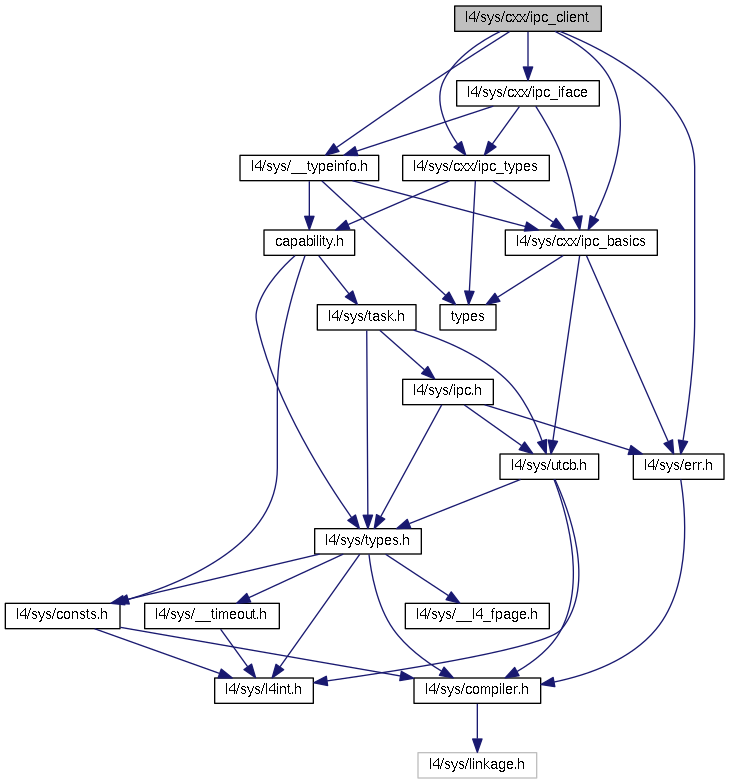 l4/sys/cxx/ipc_client
l4/sys/cxx/ipc_iface
l4/sys/__typeinfo.h
l4/sys/cxx/ipc_types
capability.h
l4/sys/cxx/ipc_basics
l4/sys/task.h
types
l4/sys/ipc.h
l4/sys/utcb.h
l4/sys/err.h
l4/sys/types.h
l4/sys/consts.h
l4/sys/__timeout.h
l4/sys/__l4_fpage.h
l4/sys/l4int.h
l4/sys/compiler.h
l4/sys/linkage.h